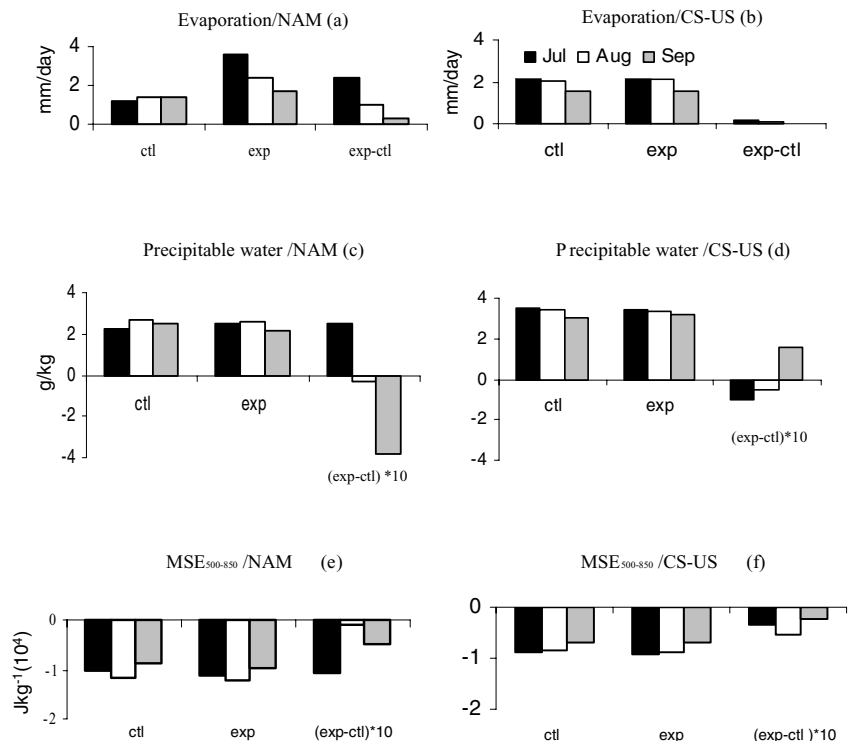 Evaporation/NAM (a)
mm/day
4
2
0
ctl
exp
exp-ctl
Evaporation/CS-US (b)
Jul Aug Sep
mm/day
4
2
0
ctl
exp
exp-ctl
Precipitable water /NAM (c)
g/kg
4
2
0
-2
-4
ctl
exp
(exp-ctl) *10
P recipitable water /CS-US (d)
4
2
0
-2
-4
ctl
exp
(exp-ctl)*10
MSE500-850 /NAM (e)
Jkg-1(10⁴)
0
-1
-2
ctl
exp
(exp-ctl)*10
MSE500-850 /CS-US (f)
0
-1
-2
ctl
exp
(exp-ctl )*10